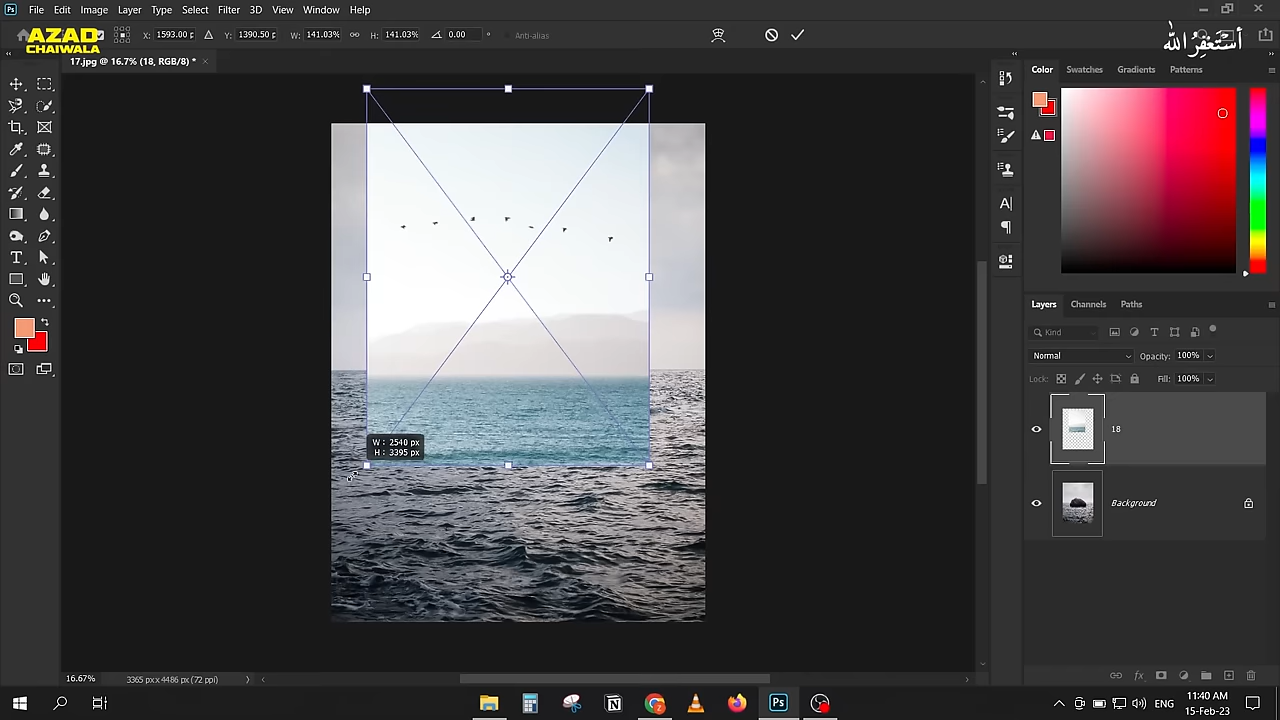 File Edit Image Layer Type Select Filter 3D View Window Help
AZAD
CHAIWALA
X: 1593.00 p Y: 1390.50 p W: 141.03% H: 141.03% 0.00 ° Anti-alias
أستغفر الله
17.jpg @ 16.7% (18, RGB/8) *
Color Swatches Gradients Patterns
W: 2540 px
H: 3395 px
Layers Channels Paths
Kind
Normal Opacity: 100%
Lock: Fill: 100%
18
Background
16.67% 3365 px x 4486 px (72 ppi)
ENG
11:40 AM
15-Feb-23